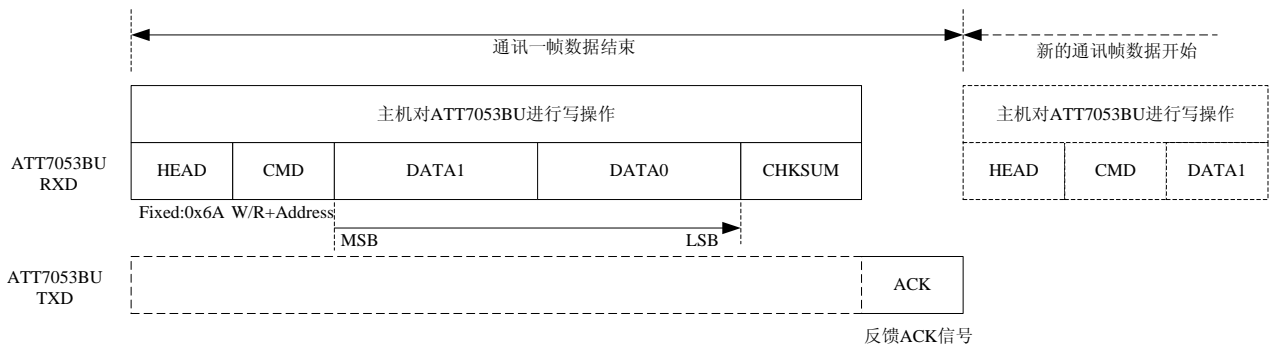 通讯一帧数据结束
新的通讯帧数据开始
主机对ATT7053BU进行写操作
主机对ATT7053BU进行写操作
ATT7053BU
RXD
HEAD
CMD
DATA1
DATA0
CHKSUM
HEAD
CMD
DATA1
Fixed:0x6A
W/R+Address
MSB
LSB
ATT7053BU
TXD
ACK
反馈ACK信号